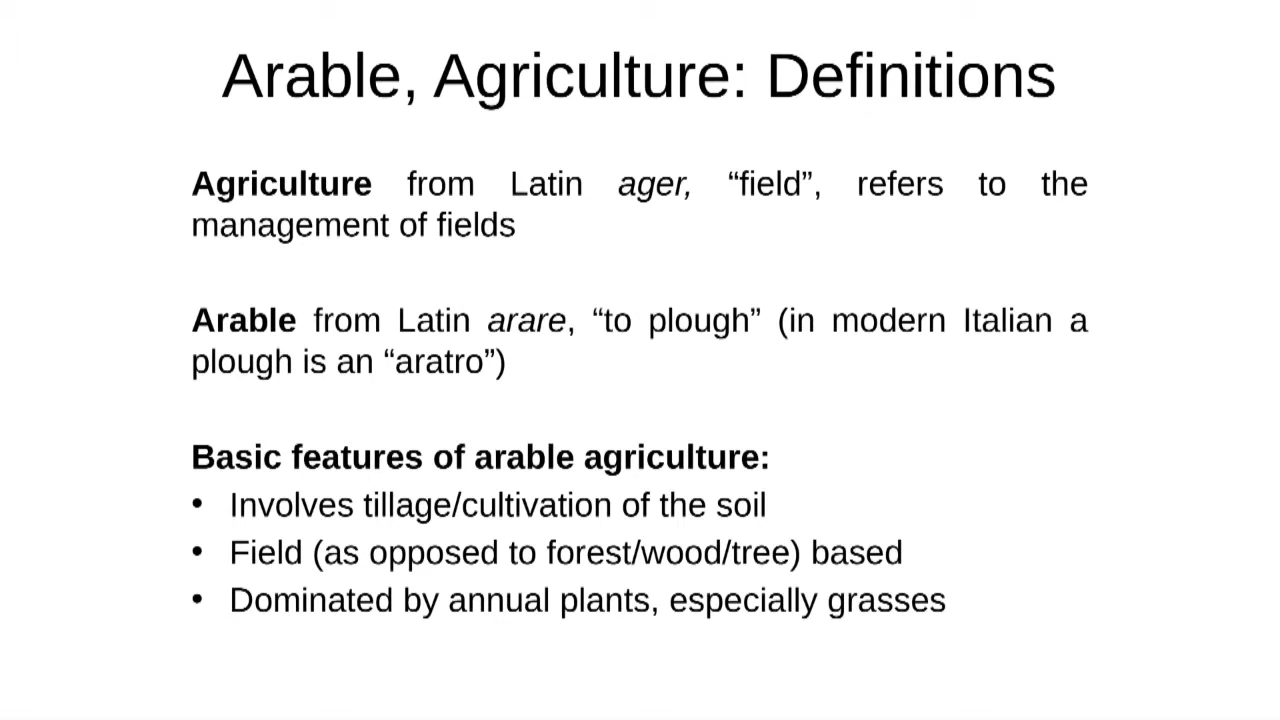 Arable, Agriculture: Definitions
Agriculture from Latin ager, “field”, refers to the
management of fields
Arable from Latin arare, “to plough” (in modern Italian a
plough is an “aratro”)
Basic features of arable agriculture:
• Involves tillage/cultivation of the soil
• Field (as opposed to forest/wood/tree) based
• Dominated by annual plants, especially grasses